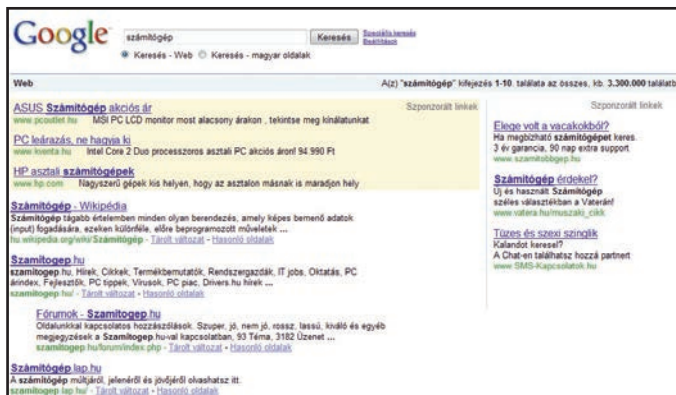 Google
számítógép
Keresés
Speciális keresés
Beállítások
Keresés - Web
Keresés - magyar oldalak
Web
A(z) "számítógép" kifejezés 1-10. találata az összes, kb. 3.300.000 találatb
ASUS Számítógép akciós ár
www.pcoutlet.hu MSI PC LCD monitor most alacsony árakon , tekintse meg kínálatunkat
PC leárazás, ne hagyja ki
www.kventa.hu Intel Core 2 Duo processzoros asztali PC akciós áron! 94.990 Ft
HP asztali számítógépek
www.hp.com Nagyszerű gépek kis helyen, hogy az asztalon másnak is maradjon hely
Szponzorált linkek
Számítógép - Wikipédia
Számítógép tágabb értelemben minden olyan berendezés, amely képes bemenő adatok
(input) fogadására, ezeken különféle, előre beprogramozott műveletek ...
hu.wikipedia.org/wiki/Számítógép - Tárolt változat - Hasonló oldalak
Szamitogep.hu
szamitogep.hu, Hírek, Cikkek, Termékbemutatók, Rendszergazdák, IT jobs, Oktatás, PC
árindex, Fejlesztők, PC tippek, Vírusok, PC piac, Drivers.hu hírek ...
szamitogep.hu/ - Tárolt változat - Hasonló oldalak
Fórumok - Szamitogep.hu
Oldalunkkal kapcsolatos hozzászólások. Szuper, jó, nem jó, rossz, lassú, kiváló és egyéb
megjegyzések a Szamitogep.hu-val kapcsolatban, 93 Téma, 3182 Üzenet ...
szamitogep.hu/forum/index.php - Tárolt változat - Hasonló oldalak
Számítógép.lap.hu
A számítógép múltjáról, jelenéről és jövőjéről olvashatsz itt.
szamitogep.lap.hu/ - Tárolt változat - Hasonló oldalak
Szponzorált linkek
Elege volt a vacakokból?
Ha megbízható számítógépet keres.
3 év garancia, 90 nap extra support
www.szamitobbgep.hu
Számítógép érdekel?
Új és használt Számítógép
széles választékban a Vaterán!
www.vatera.hu/muszaki_cikk
Tüzes és szexi szinglik
Kalandot keresel?
A Chat-en találhatsz hozzá partnert
www.SMS-Kapcsolatok.hu